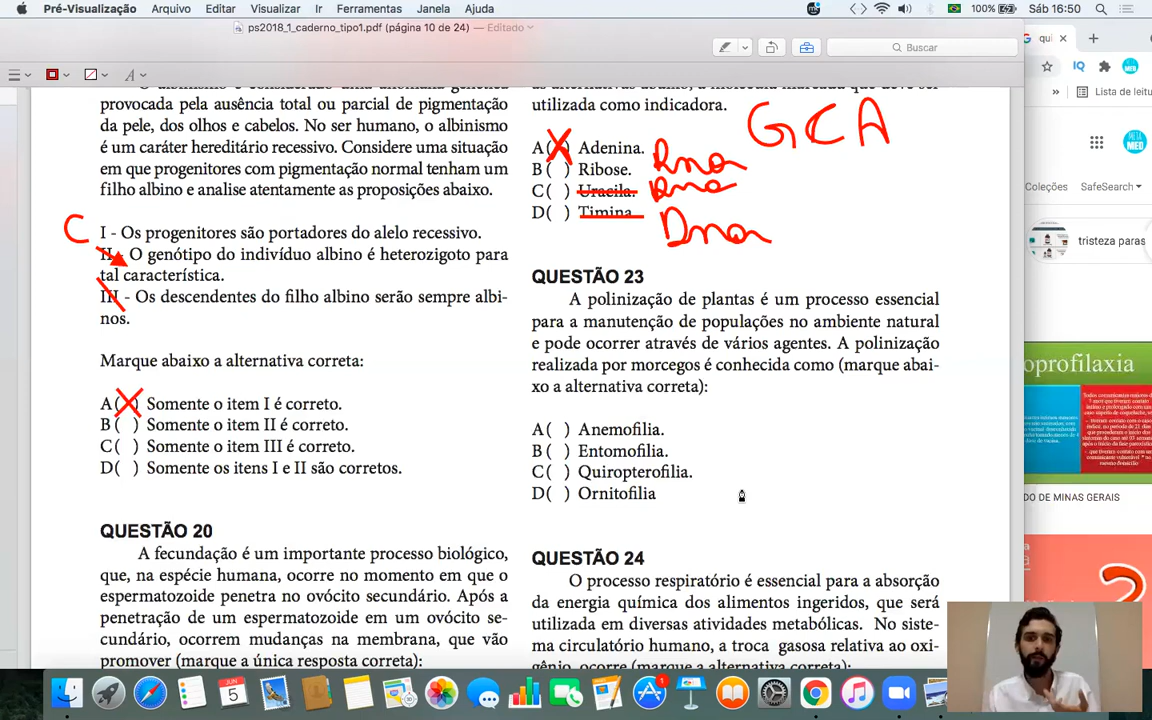 Pré-Visualização Arquivo Editar Visualizar Ir Ferramentas Janela Ajuda 100% Sáb 16:50
ps2018_1_caderno_tipo1.pdf (página 10 de 24) — Editado
Buscar
provocada pela ausência total ou parcial de pigmentação
da pele, dos olhos e cabelos. No ser humano, o albinismo
é um caráter hereditário recessivo. Considere uma situação
em que progenitores com pigmentação normal tenham um
filho albino e analise atentamente as proposições abaixo.
C I - Os progenitores são portadores do alelo recessivo.
II - O genótipo do indivíduo albino é heterozigoto para
tal característica.
III - Os descendentes do filho albino serão sempre albi-
nos.
Marque abaixo a alternativa correta:
A( ) Somente o item I é correto.
B( ) Somente o item II é correto.
C( ) Somente o item III é correto.
D( ) Somente os itens I e II são corretos.
QUESTÃO 20
A fecundação é um importante processo biológico,
que, na espécie humana, ocorre no momento em que o
espermatozoide penetra no ovócito secundário. Após a
penetração de um espermatozoide em um ovócito se-
cundário, ocorrem mudanças na membrana, que vão
promover (marque a única resposta correta):
utilizada como indicadora.
GCA
A( ) Adenina.
B( ) Ribose. Rna
C( ) Uracila. Rna
D( ) Timina. Dna
QUESTÃO 23
A polinização de plantas é um processo essencial
para a manutenção de populações no ambiente natural
e pode ocorrer através de vários agentes. A polinização
realizada por morcegos é conhecida como (marque abai-
xo a alternativa correta):
A( ) Anemofilia.
B( ) Entomofilia.
C( ) Quiropterofilia.
D( ) Ornitofilia
QUESTÃO 24
O processo respiratório é essencial para a absorção
da energia química dos alimentos ingeridos, que será
utilizada em diversas atividades metabólicas. No siste-
ma circulatório humano, a troca gasosa relativa ao oxi-
gênio, ocorre (marque a alternativa correta):
qui
IQ
» Lista de leitu
Coleções SafeSearch
tristeza paras
oprofilaxia
DO DE MINAS GERAIS
2